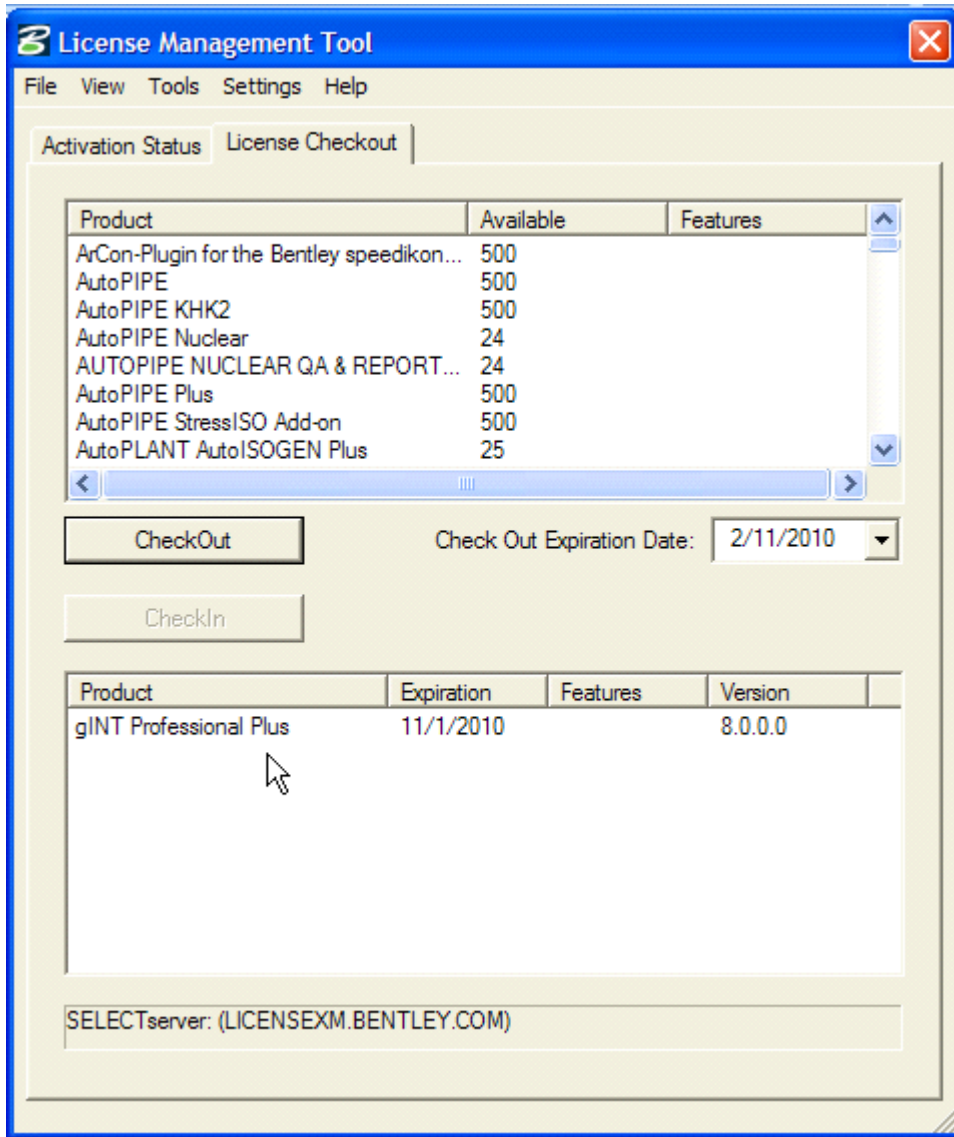 License Management Tool
File View Tools Settings Help
Activation Status License Checkout
Product Available Features
ArCon-Plugin for the Bentley speedikon... 500
AutoPIPE 500
AutoPIPE KHK2 500
AutoPIPE Nuclear 24
AUTOPIPE NUCLEAR QA & REPORT... 24
AutoPIPE Plus 500
AutoPIPE StressISO Add-on 500
AutoPLANT AutoISOGEN Plus 25
CheckOut Check Out Expiration Date: 2/11/2010
CheckIn
Product Expiration Features Version
gINT Professional Plus 11/1/2010 8.0.0.0
SELECTserver: (LICENSEXM.BENTLEY.COM)